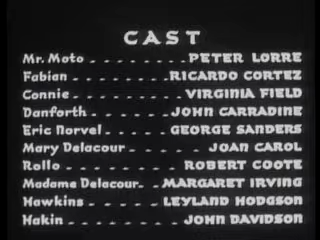 CAST
Mr. Moto PETER LORRE
Fabian RICARDO CORTEZ
Connie VIRGINIA FIELD
Danforth JOHN CARRADINE
Eric Norvel GEORGE SANDERS
Mary Delacour JOAN CAROL
Rollo ROBERT COOTE
Madame Delacour MARGARET IRVING
Hawkins LEYLAND HODGSON
Hakin JOHN DAVIDSON